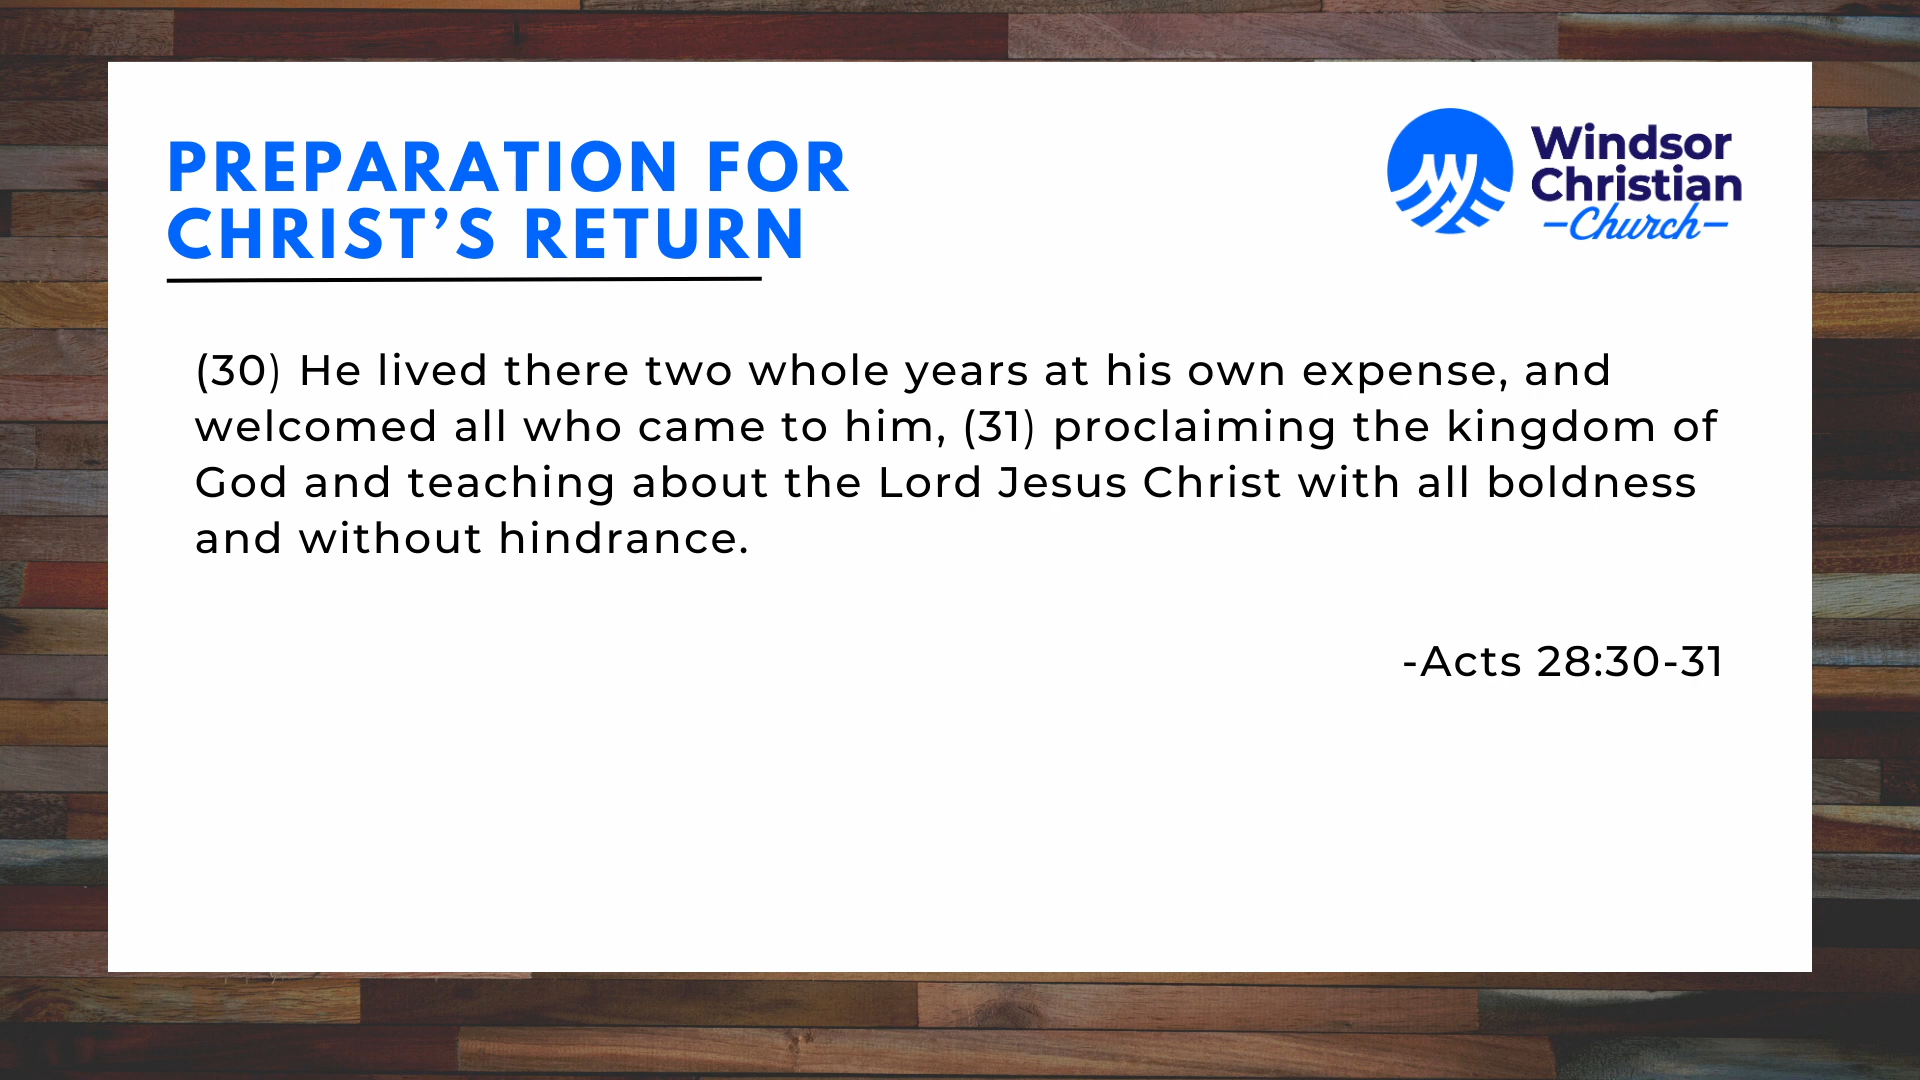 PREPARATION FOR
CHRIST’S RETURN
Windsor
Christian
-Church-
(30) He lived there two whole years at his own expense, and
welcomed all who came to him, (31) proclaiming the kingdom of
God and teaching about the Lord Jesus Christ with all boldness
and without hindrance.
-Acts 28:30-31